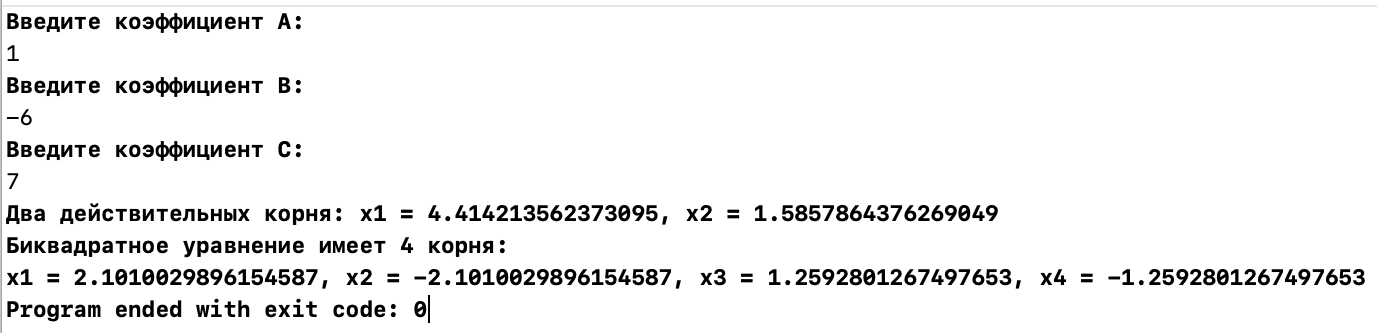 Введите коэффициент A:
1
Введите коэффициент B:
-6
Введите коэффициент C:
7
Два действительных корня: x1 = 4.414213562373095, x2 = 1.5857864376269049
Биквадратное уравнение имеет 4 корня:
x1 = 2.1010029896154587, x2 = -2.1010029896154587, x3 = 1.2592801267497653, x4 = -1.2592801267497653
Program ended with exit code: 0